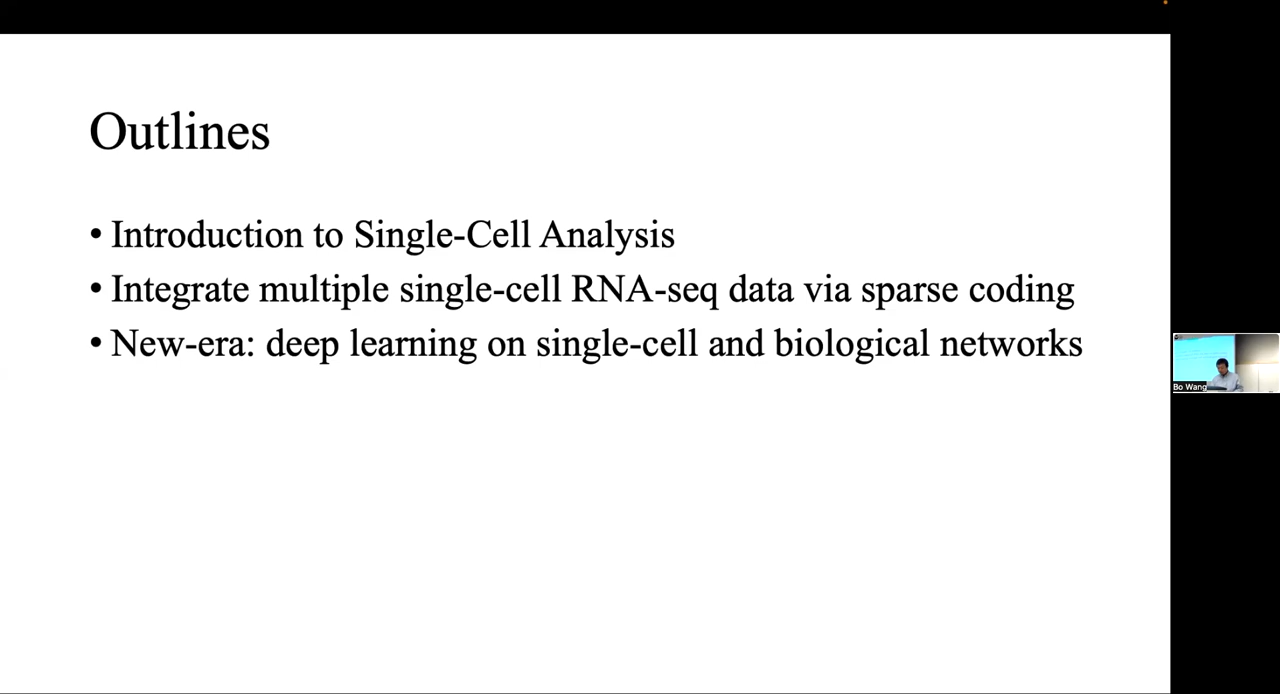 Outlines
• Introduction to Single-Cell Analysis
• Integrate multiple single-cell RNA-seq data via sparse coding
• New-era: deep learning on single-cell and biological networks
Bo Wang